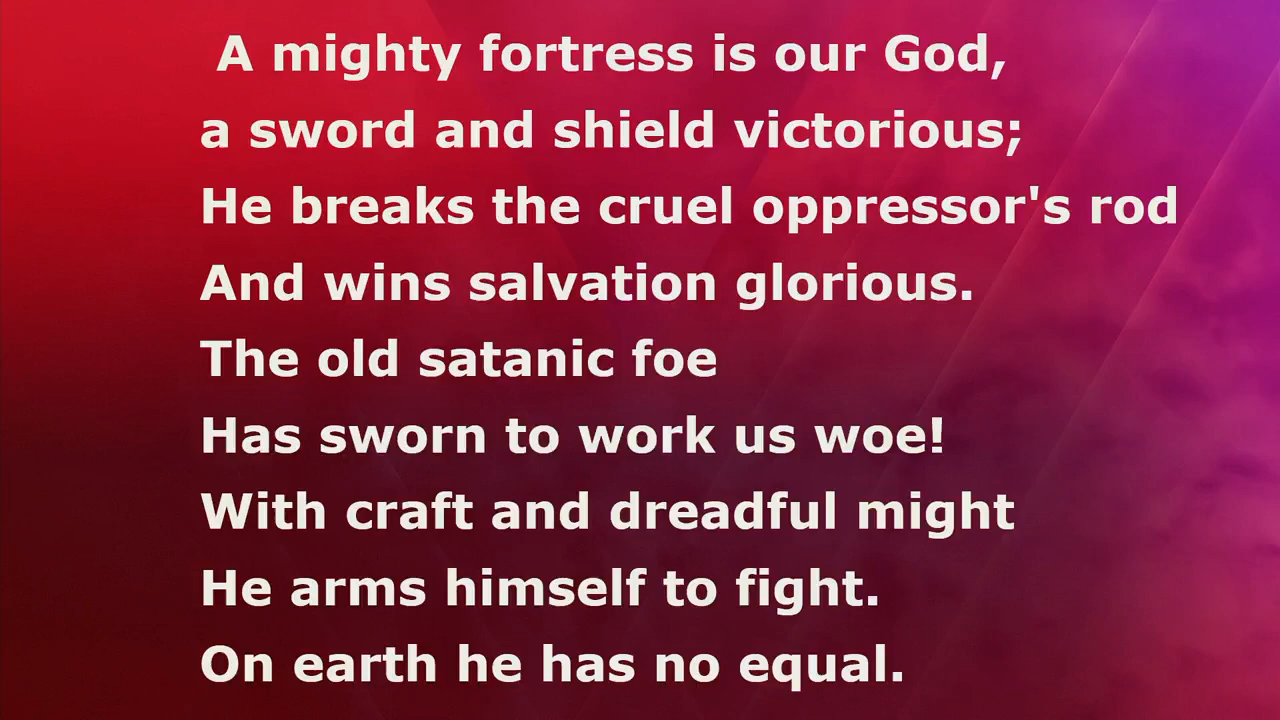 A mighty fortress is our God,
a sword and shield victorious;
He breaks the cruel oppressor's rod
And wins salvation glorious.
The old satanic foe
Has sworn to work us woe!
With craft and dreadful might
He arms himself to fight.
On earth he has no equal.